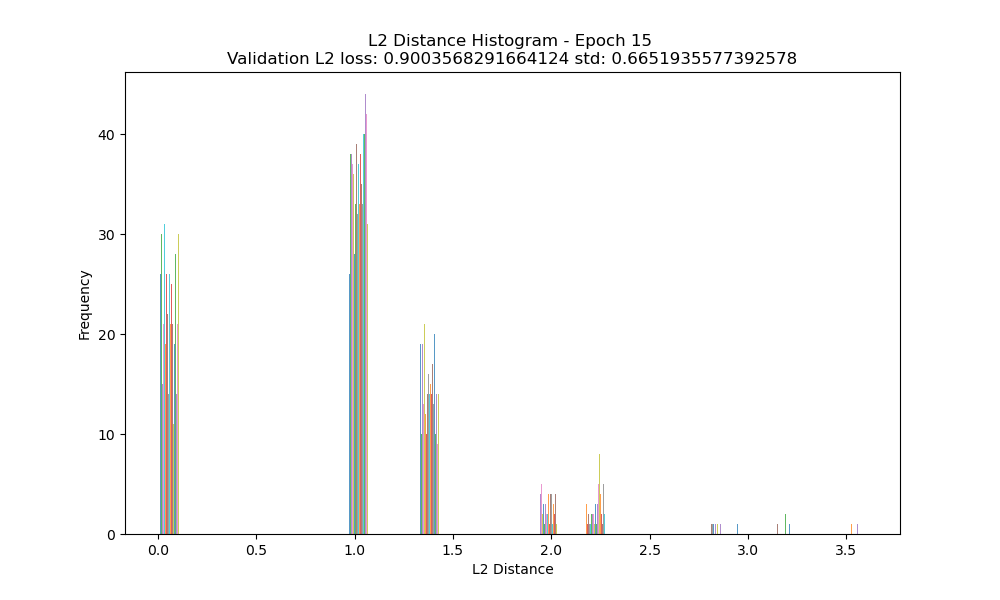 L2 Distance Histogram - Epoch 15
Validation L2 loss: 0.9003568291664124 std: 0.6651935577392578
Frequency
40
30
20
10
0
0.0 0.5 1.0 1.5 2.0 2.5 3.0 3.5
L2 Distance